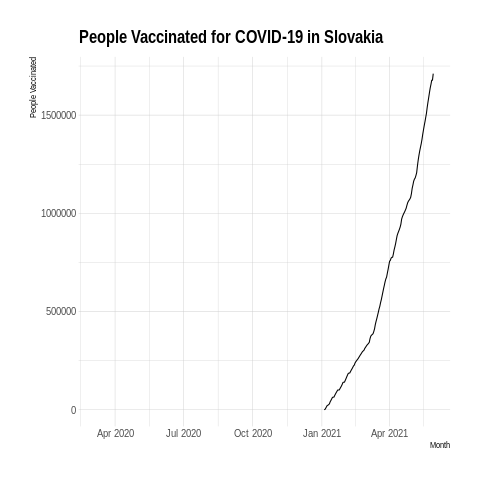 People Vaccinated for COVID-19 in Slovakia
People Vaccinated
1500000
1000000
500000
0
Apr 2020 Jul 2020 Oct 2020 Jan 2021 Apr 2021
Month